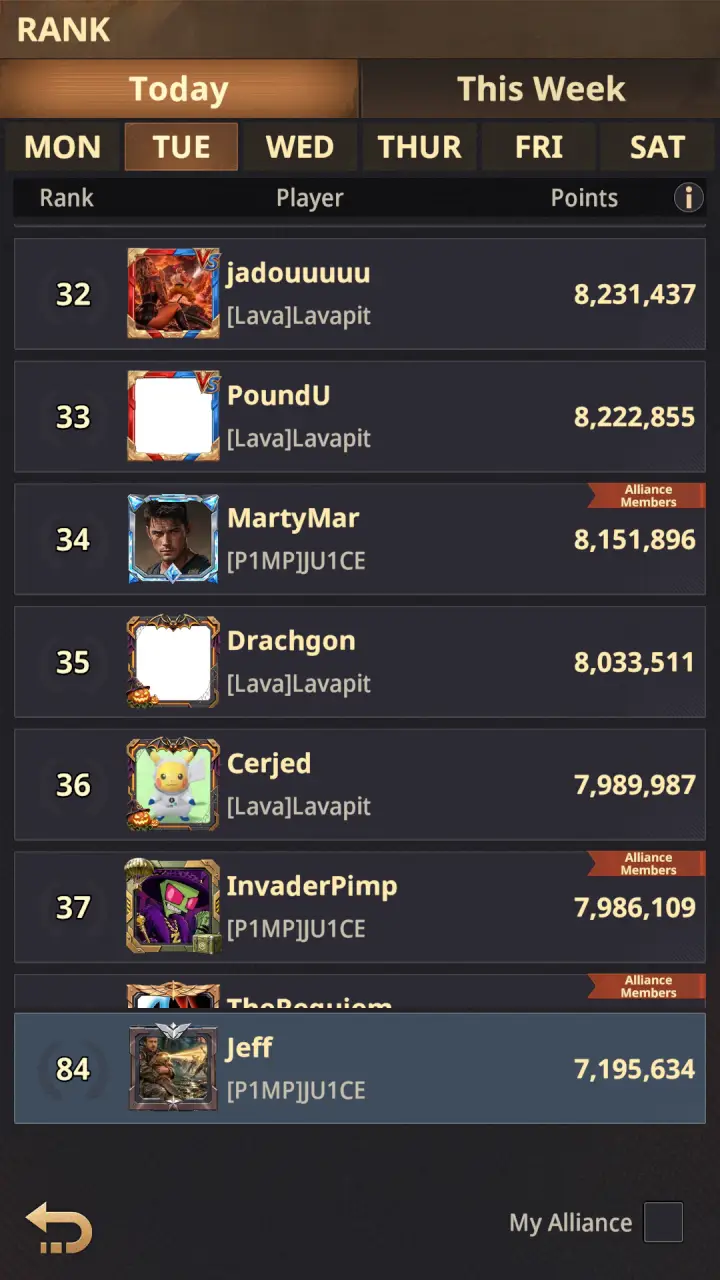 RANK
Today This Week
MON TUE WED THUR FRI SAT
Rank Player Points i
VS
32 jadouuuuu 8,231,437
[Lava]Lavapit
VS
33 PoundU 8,222,855
[Lava]Lavapit
Alliance
Members
34 MartyMar 8,151,896
[P1MP]JU1CE
35 Drachgon 8,033,511
[Lava]Lavapit
36 Cerjed 7,989,987
[Lava]Lavapit
Alliance
Members
37 InvaderPimp 7,986,109
[P1MP]JU1CE
Alliance
Members
TheRequiem
84 Jeff 7,195,634
[P1MP]JU1CE
My Alliance